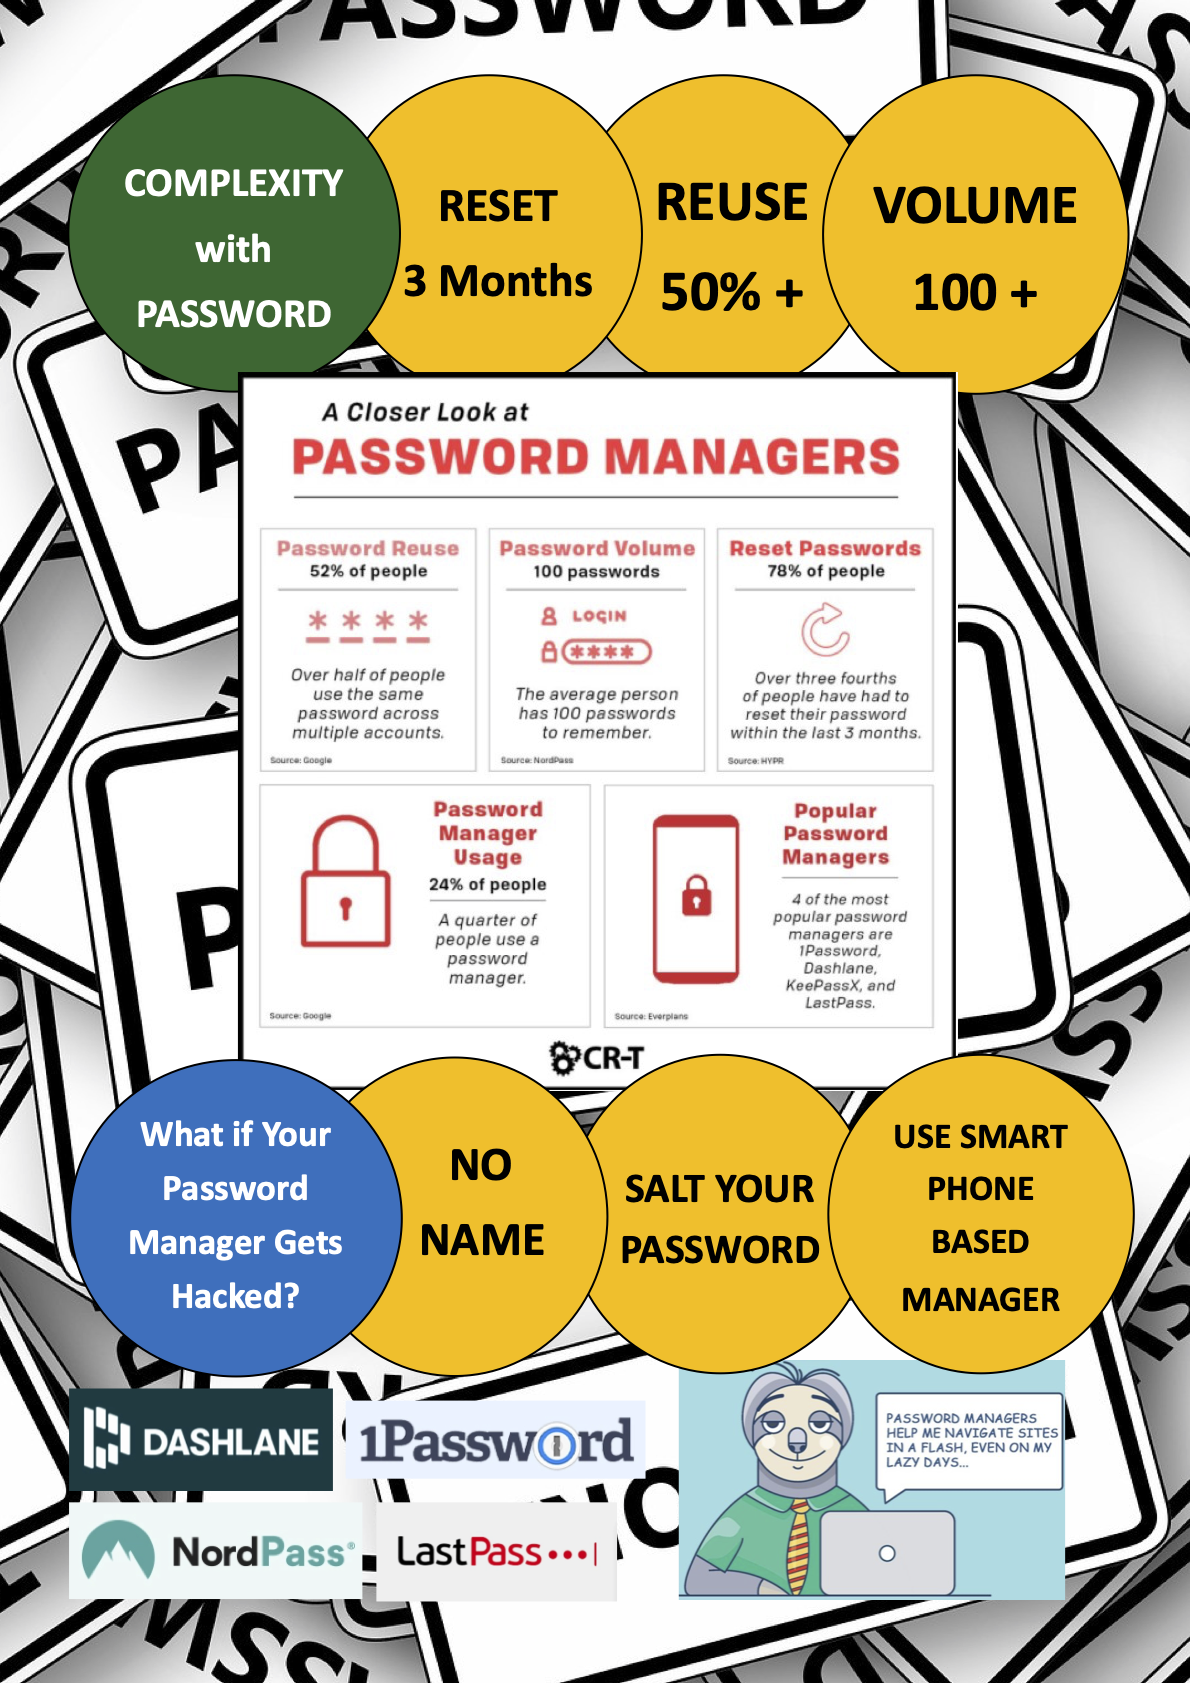 PASSWORD
COMPLEXITY
with
PASSWORD
RESET
3 Months
REUSE
50% +
VOLUME
100 +
A Closer Look at
PASSWORD MANAGERS
Password Reuse
52% of people
* * * *
Over half of people
use the same
password across
multiple accounts.
Source: Google
Password Volume
100 passwords
LOGIN
****
The average person
has 100 passwords
to remember.
Source: NordPass
Reset Passwords
78% of people
Over three fourths
of people have had to
reset their password
within the last 3 months.
Source: HYPR
Password
Manager
Usage
24% of people
A quarter of
people use a
password
manager.
Source: Google
Popular
Password
Managers
4 of the most
popular password
managers are
1Password,
Dashlane,
KeePassX, and
LastPass.
Source: Everplans
CR-T
What if Your
Password
Manager Gets
Hacked?
NO
NAME
SALT YOUR
PASSWORD
USE SMART
PHONE
BASED
MANAGER
DASHLANE
1Password
NordPass®
LastPass•••|
PASSWORD MANAGERS
HELP ME NAVIGATE SITES
IN A FLASH, EVEN ON MY
LAZY DAYS...